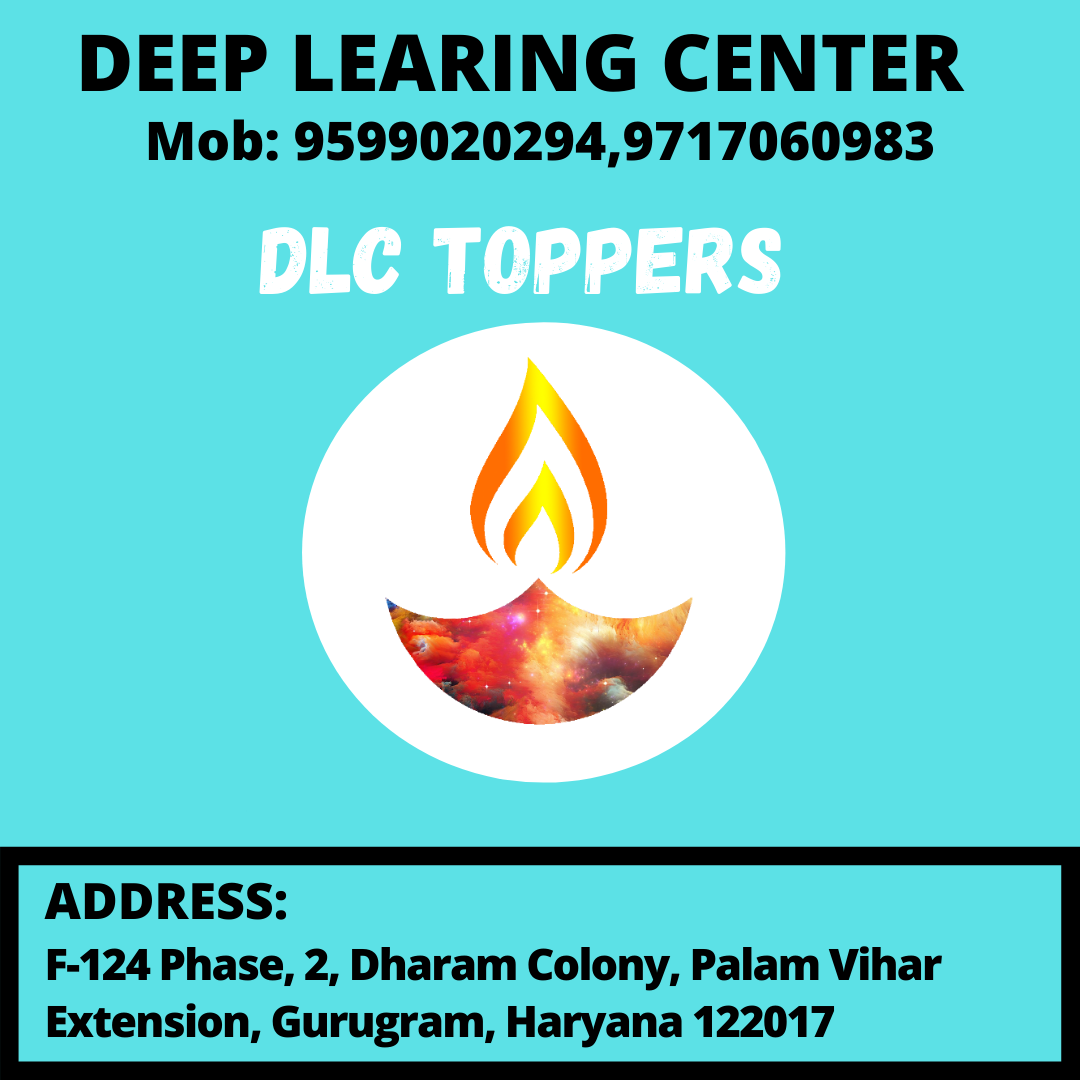 DEEP LEARING CENTER
Mob: 9599020294,9717060983
DLC TOPPERS
ADDRESS:
F-124 Phase, 2, Dharam Colony, Palam Vihar
Extension, Gurugram, Haryana 122017